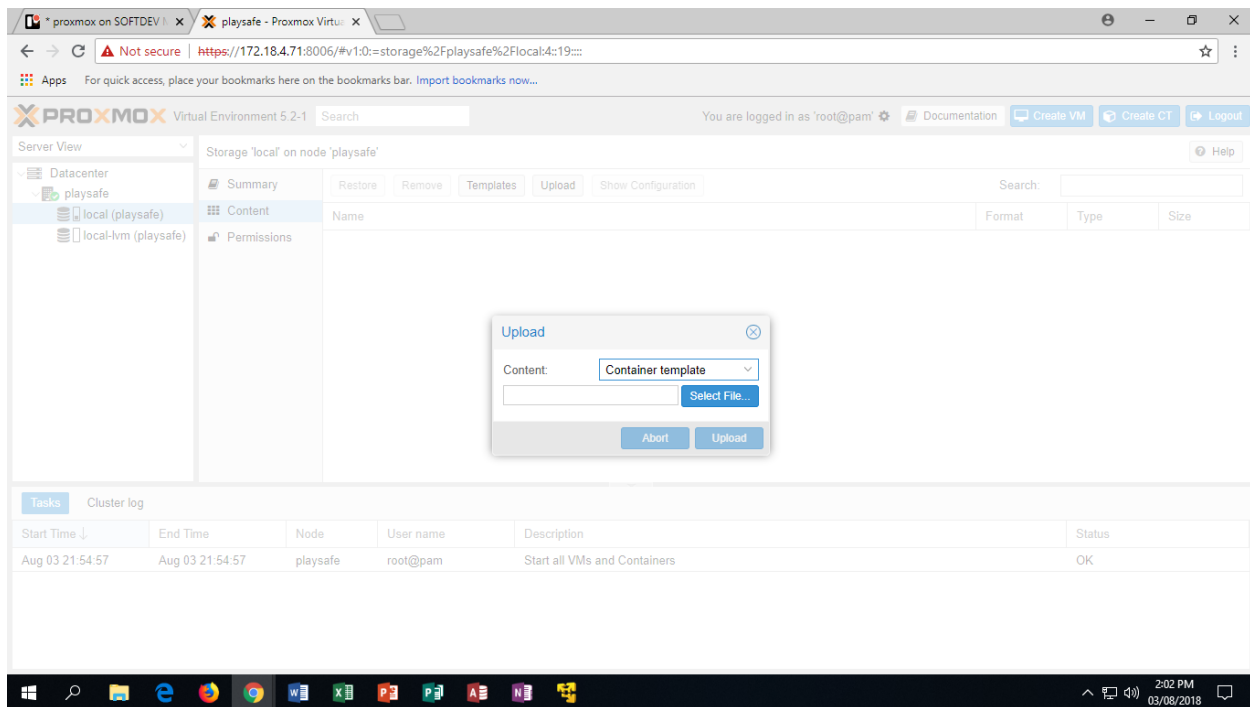 * proxmox on SOFTDEV
playsafe - Proxmox Virtu
Not secure | https://172.18.4.71:8006/#v1:0:=storage%2Fplaysafe%2Flocal:4::19::::
Apps For quick access, place your bookmarks here on the bookmarks bar. Import bookmarks now...
PROXMOX Virtual Environment 5.2-1 Search You are logged in as 'root@pam' Documentation Create VM Create CT Logout
Server View
Storage 'local' on node 'playsafe' Help
Datacenter
playsafe
local (playsafe)
local-lvm (playsafe)
Summary
Content
Permissions
Restore Remove Templates Upload Show Configuration Search:
Name Format Type Size
Upload
Content: Container template
Select File...
Abort Upload
Tasks Cluster log
Start Time End Time Node User name Description Status
Aug 03 21:54:57 Aug 03 21:54:57 playsafe root@pam Start all VMs and Containers OK
2:02 PM
03/08/2018